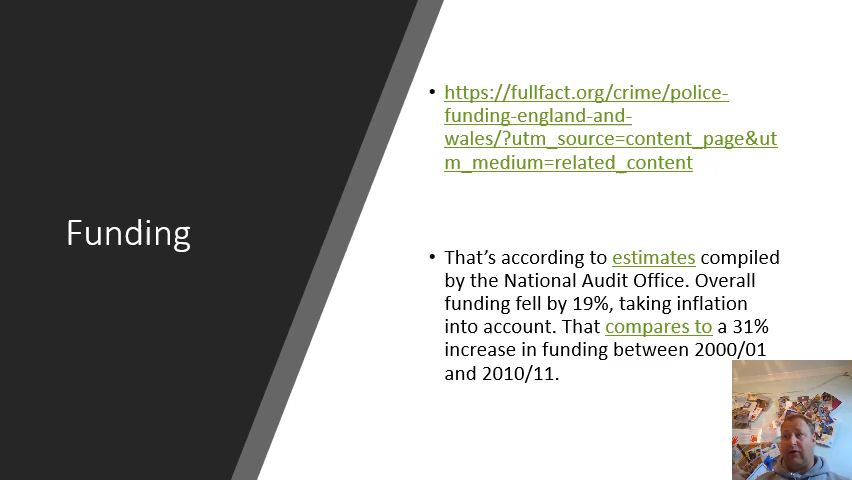 Funding
• https://fullfact.org/crime/police-
funding-england-and-
wales/?utm_source=content_page&ut
m_medium=related_content
• That’s according to estimates compiled
by the National Audit Office. Overall
funding fell by 19%, taking inflation
into account. That compares to a 31%
increase in funding between 2000/01
and 2010/11.